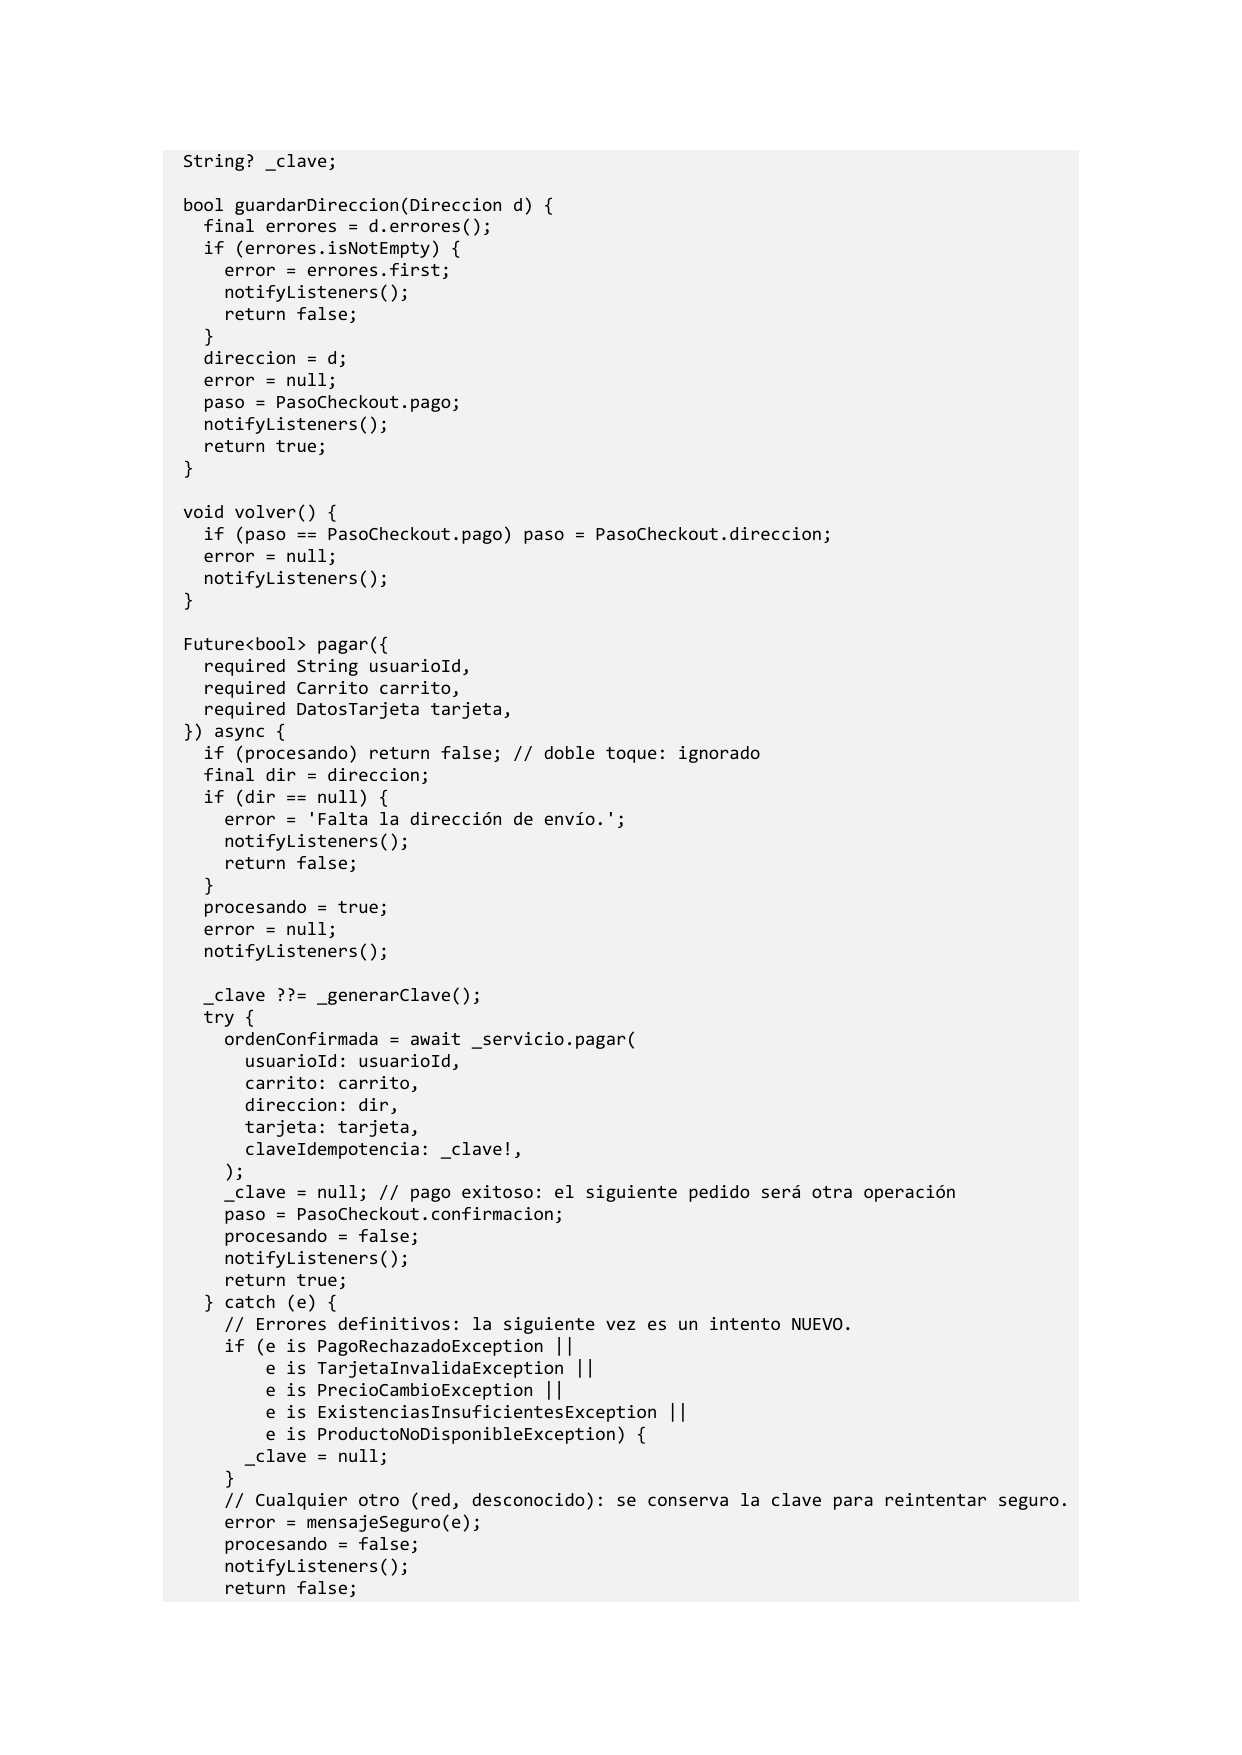 String? _clave;

bool guardarDireccion(Direccion d) {
  final errores = d.errores();
  if (errores.isNotEmpty) {
    error = errores.first;
    notifyListeners();
    return false;
  }
  direccion = d;
  error = null;
  paso = PasoCheckout.pago;
  notifyListeners();
  return true;
}

void volver() {
  if (paso == PasoCheckout.pago) paso = PasoCheckout.direccion;
  error = null;
  notifyListeners();
}

Future<bool> pagar({
  required String usuarioId,
  required Carrito carrito,
  required DatosTarjeta tarjeta,
}) async {
  if (procesando) return false; // doble toque: ignorado
  final dir = direccion;
  if (dir == null) {
    error = 'Falta la dirección de envío.';
    notifyListeners();
    return false;
  }
  procesando = true;
  error = null;
  notifyListeners();

  _clave ??= _generarClave();
  try {
    ordenConfirmada = await _servicio.pagar(
      usuarioId: usuarioId,
      carrito: carrito,
      direccion: dir,
      tarjeta: tarjeta,
      claveIdempotencia: _clave!,
    );
    _clave = null; // pago exitoso: el siguiente pedido será otra operación
    paso = PasoCheckout.confirmacion;
    procesando = false;
    notifyListeners();
    return true;
  } catch (e) {
    // Errores definitivos: la siguiente vez es un intento NUEVO.
    if (e is PagoRechazadoException ||
        e is TarjetaInvalidaException ||
        e is PrecioCambioException ||
        e is ExistenciasInsuficientesException ||
        e is ProductoNoDisponibleException) {
      _clave = null;
    }
    // Cualquier otro (red, desconocido): se conserva la clave para reintentar seguro.
    error = mensajeSeguro(e);
    procesando = false;
    notifyListeners();
    return false;